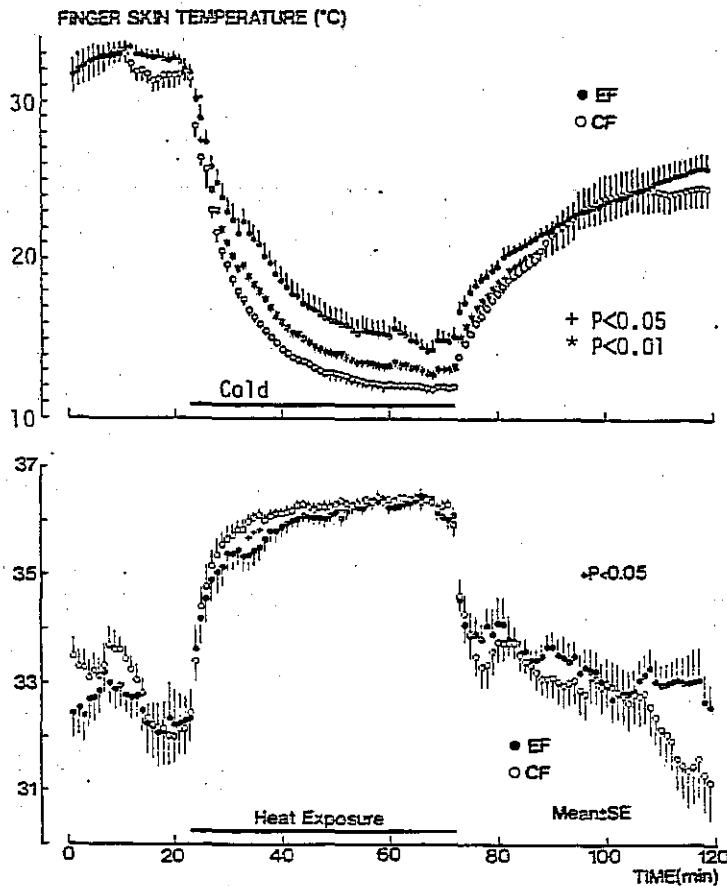 FINGER SKIN TEMPERATURE (°C)
30
20
10
EF
CF
+ P<0.05
* P<0.01
Cold
37
35
33
31
+P<0.05
EF
CF
Heat Exposure
Mean±SE
0 20 40 60 80 100 120
TIME(min)